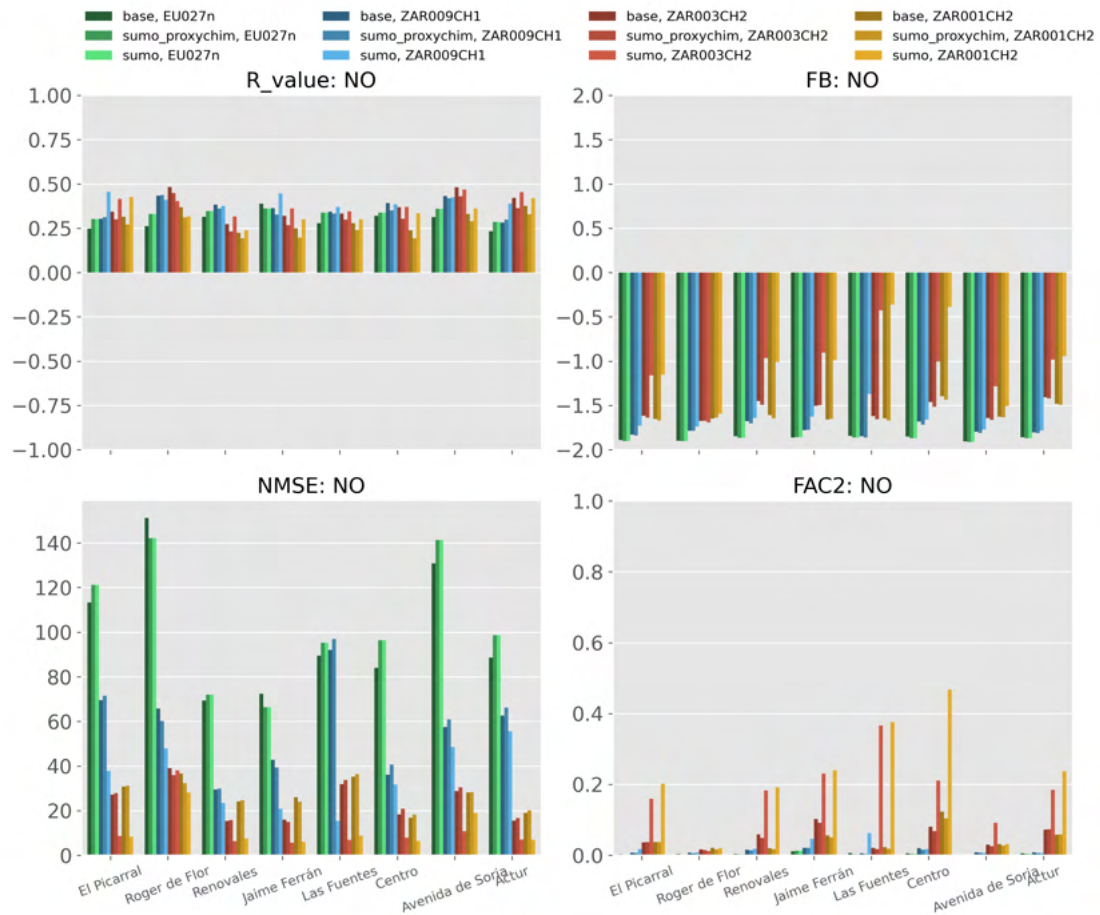 base, EU027n
base, ZAR009CH1
base, ZAR003CH2
base, ZAR001CH2
sumo_proxychim, EU027n
sumo_proxychim, ZAR009CH1
sumo_proxychim, ZAR003CH2
sumo_proxychim, ZAR001CH2
sumo, EU027n
sumo, ZAR009CH1
sumo, ZAR003CH2
sumo, ZAR001CH2
R_value: NO
1.00
0.75
0.50
0.25
0.00
−0.25
−0.50
−0.75
−1.00
FB: NO
2.0
1.5
1.0
0.5
0.0
−0.5
−1.0
−1.5
−2.0
NMSE: NO
140
120
100
80
60
40
20
0
El Picarral
Roger de Flor
Renovales
Jaime Ferrán
Las Fuentes
Centro
Avenida de Soria
Actur
FAC2: NO
1.0
0.8
0.6
0.4
0.2
0.0
El Picarral
Roger de Flor
Renovales
Jaime Ferrán
Las Fuentes
Centro
Avenida de Soria
Actur